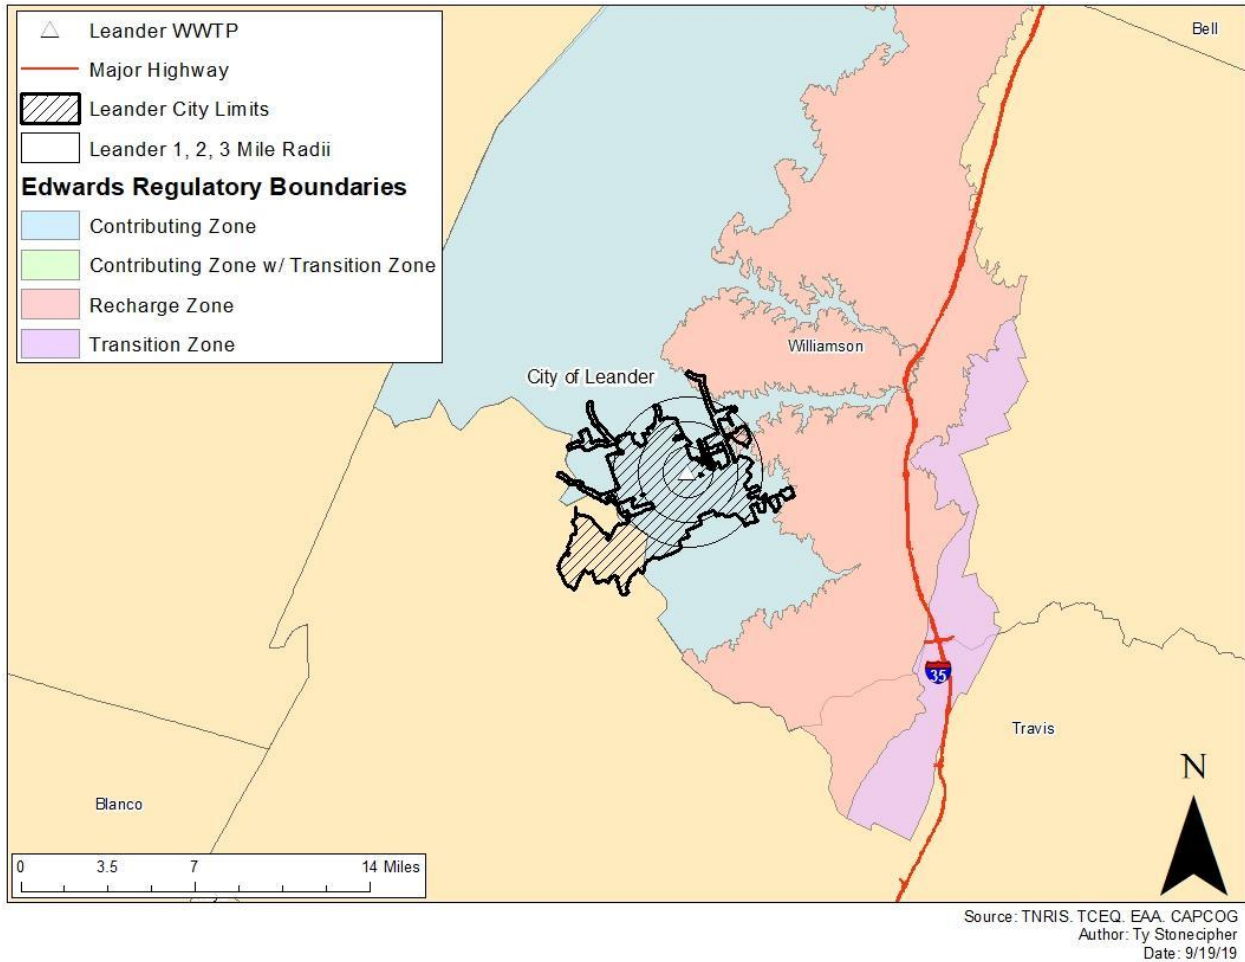 Leander WWTP
Major Highway
Leander City Limits
Leander 1, 2, 3 Mile Radii
Edwards Regulatory Boundaries
Contributing Zone
Contributing Zone w/ Transition Zone
Recharge Zone
Transition Zone
Bell
Williamson
City of Leander
35
Travis
Blanco
N
0 3.5 7 14 Miles
Source: TNRIS. TCEQ. EAA. CAPCOG
Author: Ty Stonecipher
Date: 9/19/19